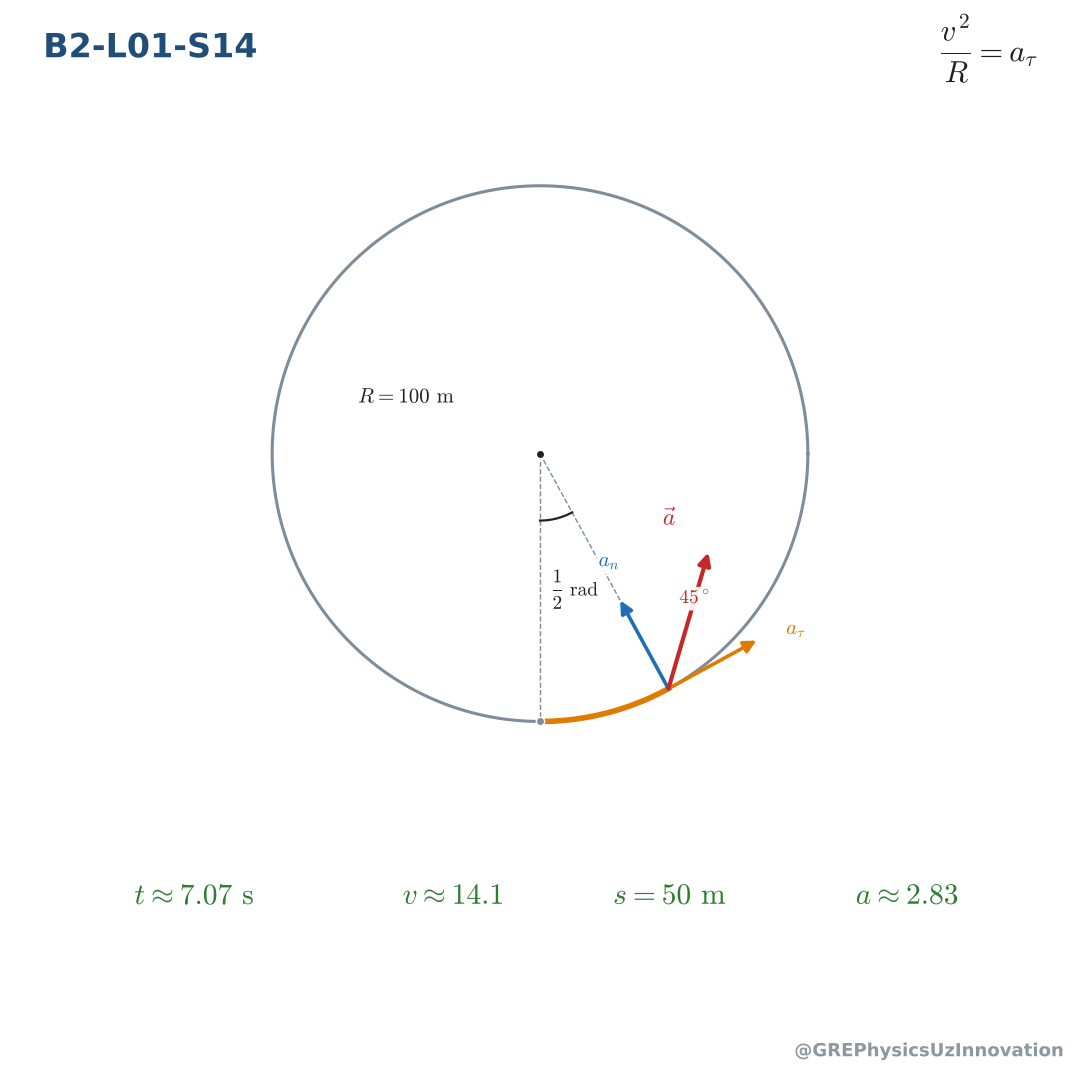 B2-L01-S14
v²/R = a_τ
R = 100 m
a⃗
a_n
1/2 rad
45°
a_τ
t ≈ 7.07 s
v ≈ 14.1
s = 50 m
a ≈ 2.83
@GREPhysicsUzInnovation